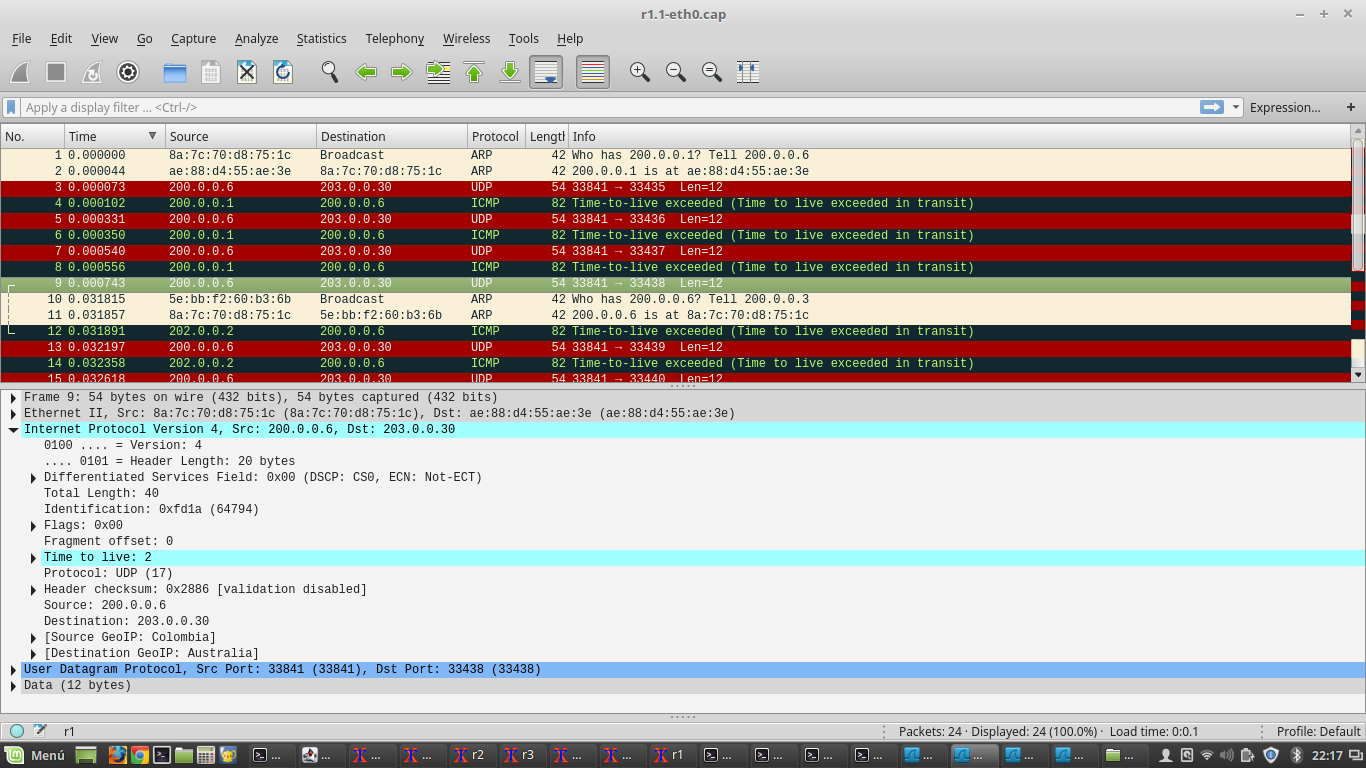 r1.1-eth0.cap
File Edit View Go Capture Analyze Statistics Telephony Wireless Tools Help
Apply a display filter ... <Ctrl-/> Expression... +
No. Time Source Destination Protocol Length Info
1 0.000000 8a:7c:70:d8:75:1c Broadcast ARP 42 Who has 200.0.0.1? Tell 200.0.0.6
2 0.000044 ae:88:d4:55:ae:3e 8a:7c:70:d8:75:1c ARP 42 200.0.0.1 is at ae:88:d4:55:ae:3e
3 0.000073 200.0.0.6 203.0.0.30 UDP 54 33841 → 33435 Len=12
4 0.000102 200.0.0.1 200.0.0.6 ICMP 82 Time-to-live exceeded (Time to live exceeded in transit)
5 0.000331 200.0.0.6 203.0.0.30 UDP 54 33841 → 33436 Len=12
6 0.000350 200.0.0.1 200.0.0.6 ICMP 82 Time-to-live exceeded (Time to live exceeded in transit)
7 0.000540 200.0.0.6 203.0.0.30 UDP 54 33841 → 33437 Len=12
8 0.000556 200.0.0.1 200.0.0.6 ICMP 82 Time-to-live exceeded (Time to live exceeded in transit)
9 0.000743 200.0.0.6 203.0.0.30 UDP 54 33841 → 33438 Len=12
10 0.031815 5e:bb:f2:60:b3:6b Broadcast ARP 42 Who has 200.0.0.6? Tell 200.0.0.3
11 0.031857 8a:7c:70:d8:75:1c 5e:bb:f2:60:b3:6b ARP 42 200.0.0.6 is at 8a:7c:70:d8:75:1c
12 0.031891 202.0.0.2 200.0.0.6 ICMP 82 Time-to-live exceeded (Time to live exceeded in transit)
13 0.032197 200.0.0.6 203.0.0.30 UDP 54 33841 → 33439 Len=12
14 0.032358 202.0.0.2 200.0.0.6 ICMP 82 Time-to-live exceeded (Time to live exceeded in transit)
15 0.032618 200.0.0.6 203.0.0.30 UDP 54 33841 → 33440 Len=12
Frame 9: 54 bytes on wire (432 bits), 54 bytes captured (432 bits)
Ethernet II, Src: 8a:7c:70:d8:75:1c (8a:7c:70:d8:75:1c), Dst: ae:88:d4:55:ae:3e (ae:88:d4:55:ae:3e)
Internet Protocol Version 4, Src: 200.0.0.6, Dst: 203.0.0.30
0100 .... = Version: 4
.... 0101 = Header Length: 20 bytes
Differentiated Services Field: 0x00 (DSCP: CS0, ECN: Not-ECT)
Total Length: 40
Identification: 0xfd1a (64794)
Flags: 0x00
Fragment offset: 0
Time to live: 2
Protocol: UDP (17)
Header checksum: 0x2886 [validation disabled]
Source: 200.0.0.6
Destination: 203.0.0.30
[Source GeoIP: Colombia]
[Destination GeoIP: Australia]
User Datagram Protocol, Src Port: 33841 (33841), Dst Port: 33438 (33438)
Data (12 bytes)
r1 Packets: 24 · Displayed: 24 (100.0%) · Load time: 0:0.1 Profile: Default
Menú ... ... ... ... r2 r3 ... ... r1 ... ... ... ... ... ... ... ... ... 22:17